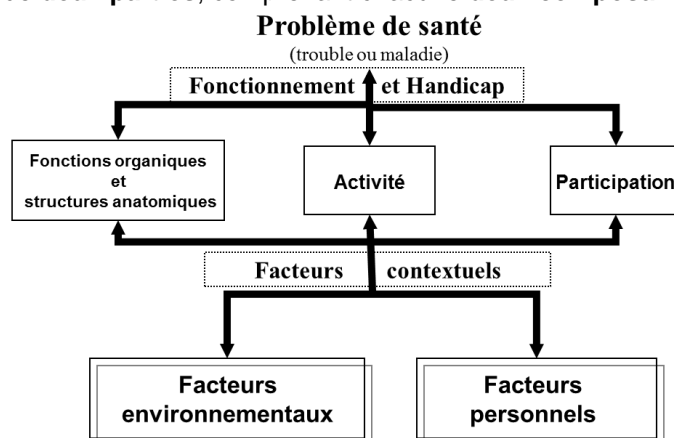 Problème de santé
(trouble ou maladie)
Fonctionnement et Handicap
Fonctions organiques
et
structures anatomiques
Activité
Participation
Facteurs contextuels
Facteurs
environnementaux
Facteurs
personnels